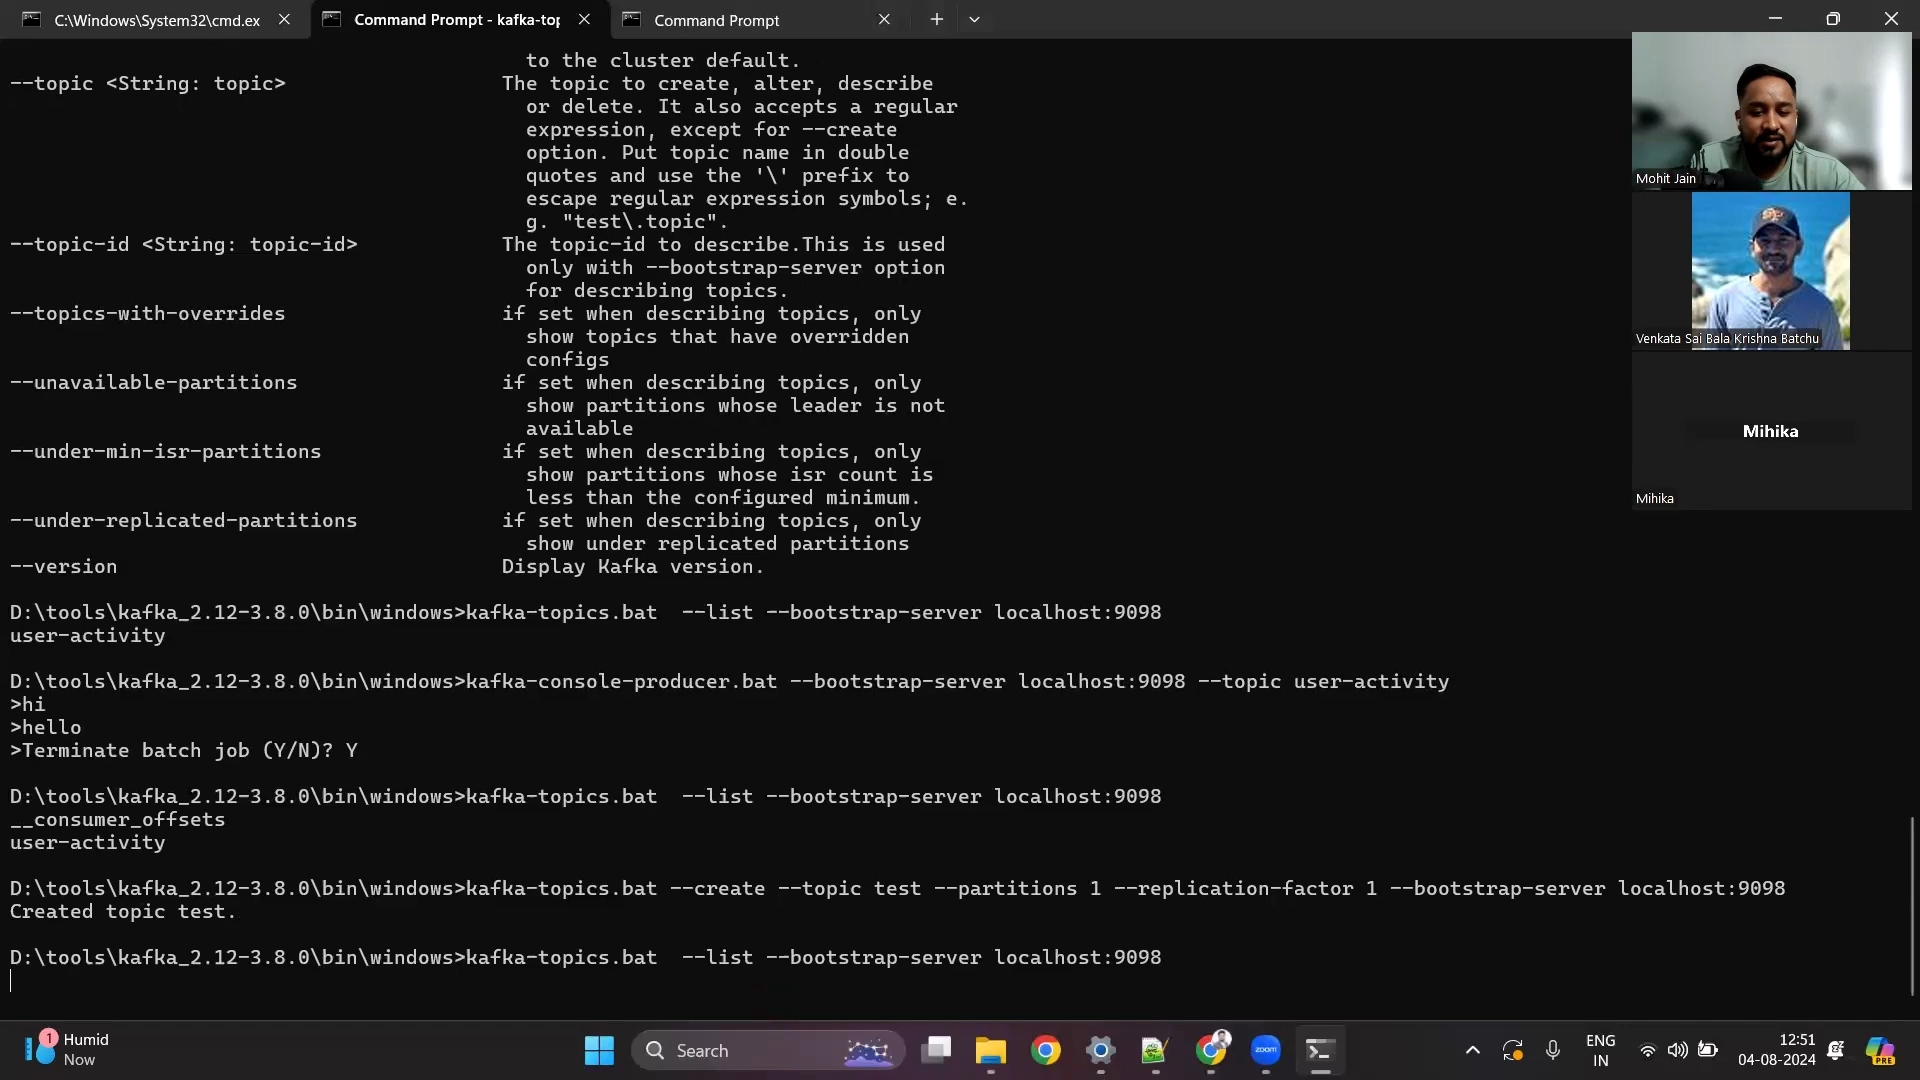 C:\Windows\System32\cmd.ex
Command Prompt - kafka-top
Command Prompt
to the cluster default.
--topic <String: topic> The topic to create, alter, describe
or delete. It also accepts a regular
expression, except for --create
option. Put topic name in double
quotes and use the '\' prefix to
escape regular expression symbols; e.
g. "test\.topic".
--topic-id <String: topic-id> The topic-id to describe.This is used
only with --bootstrap-server option
for describing topics.
--topics-with-overrides if set when describing topics, only
show topics that have overridden
configs
--unavailable-partitions if set when describing topics, only
show partitions whose leader is not
available
--under-min-isr-partitions if set when describing topics, only
show partitions whose isr count is
less than the configured minimum.
--under-replicated-partitions if set when describing topics, only
show under replicated partitions
--version Display Kafka version.
D:\tools\kafka_2.12-3.8.0\bin\windows>kafka-topics.bat  --list --bootstrap-server localhost:9098
user-activity
D:\tools\kafka_2.12-3.8.0\bin\windows>kafka-console-producer.bat --bootstrap-server localhost:9098 --topic user-activity
>hi
>hello
>Terminate batch job (Y/N)? Y
D:\tools\kafka_2.12-3.8.0\bin\windows>kafka-topics.bat  --list --bootstrap-server localhost:9098
__consumer_offsets
user-activity
D:\tools\kafka_2.12-3.8.0\bin\windows>kafka-topics.bat --create --topic test --partitions 1 --replication-factor 1 --bootstrap-server localhost:9098
Created topic test.
D:\tools\kafka_2.12-3.8.0\bin\windows>kafka-topics.bat  --list --bootstrap-server localhost:9098
Mohit Jain
Venkata Sai Bala Krishna Batchu
Mihika
Mihika
1
Humid
Now
Search
zoom
ENG
IN
12:51
04-08-2024
PRE